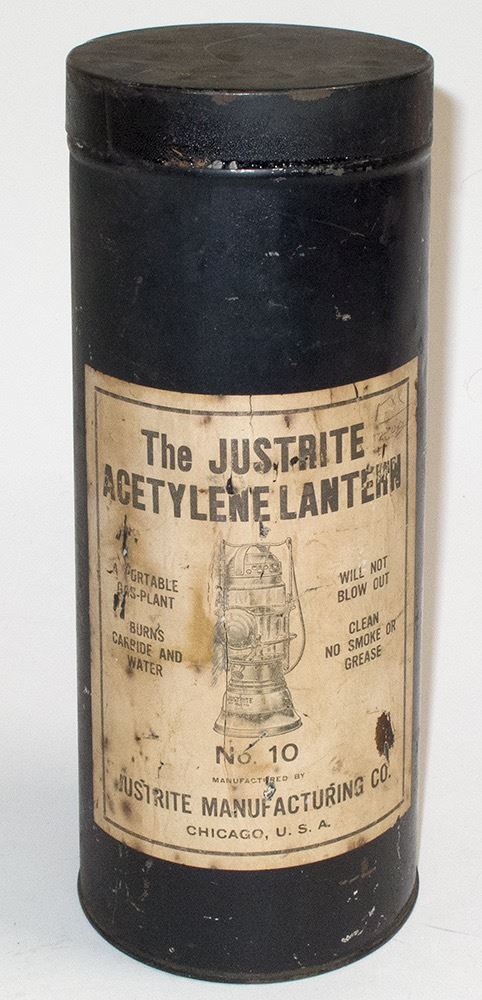 The JUSTRITE
ACETYLENE LANTERN
A PORTABLE
GAS-PLANT
BURNS
CARBIDE AND
WATER
WILL NOT
BLOW OUT
CLEAN
NO SMOKE OR
GREASE
JUSTRITE
No. 10
MANUFACTURED BY
JUSTRITE MANUFACTURING CO.
CHICAGO, U. S. A.